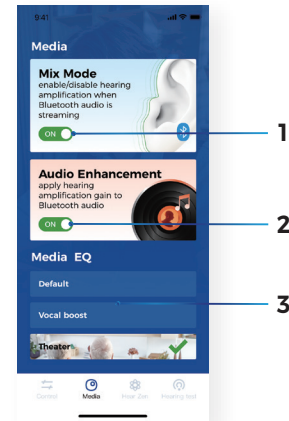 9:41
Media
Mix Mode
enable/disable hearing
amplification when
Bluetooth audio is
streaming
ON
1
Audio Enhancement
apply hearing
amplification gain to
Bluetooth audio
ON
2
Media EQ
Default
3
Vocal boost
Theater
Control
Media
Hear Zen
Hearing test